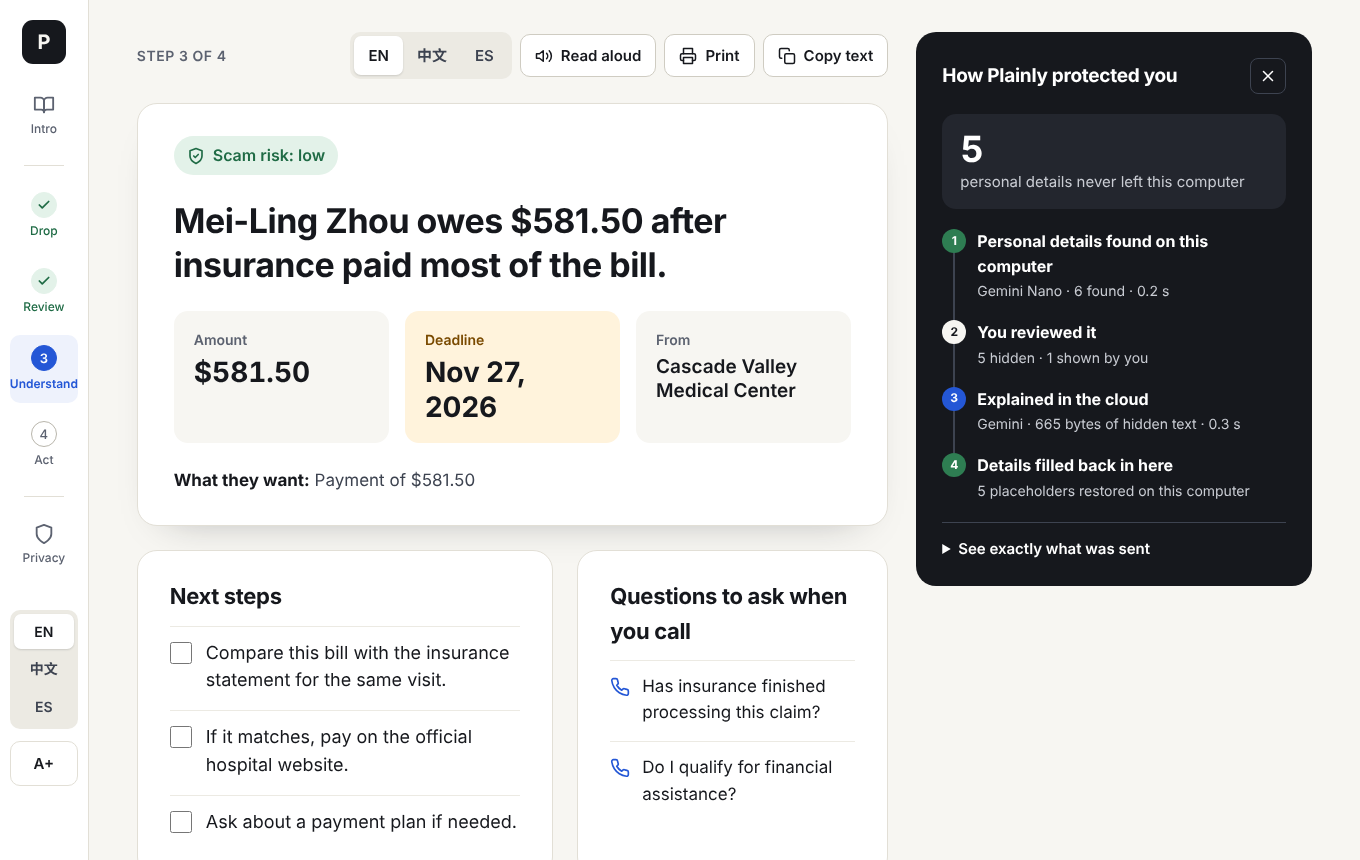 P
Intro
Drop
Review
3
Understand
4
Act
Privacy
EN
中文
ES
A+
STEP 3 OF 4
EN 中文 ES
Read aloud
Print
Copy text
Scam risk: low
Mei-Ling Zhou owes $581.50 after
insurance paid most of the bill.
Amount
$581.50
Deadline
Nov 27,
2026
From
Cascade Valley
Medical Center
What they want: Payment of $581.50
Next steps
Compare this bill with the insurance
statement for the same visit.
If it matches, pay on the official
hospital website.
Ask about a payment plan if needed.
Questions to ask when
you call
Has insurance finished
processing this claim?
Do I qualify for financial
assistance?
How Plainly protected you
5
personal details never left this computer
1
Personal details found on this
computer
Gemini Nano · 6 found · 0.2 s
2
You reviewed it
5 hidden · 1 shown by you
3
Explained in the cloud
Gemini · 665 bytes of hidden text · 0.3 s
4
Details filled back in here
5 placeholders restored on this computer
See exactly what was sent